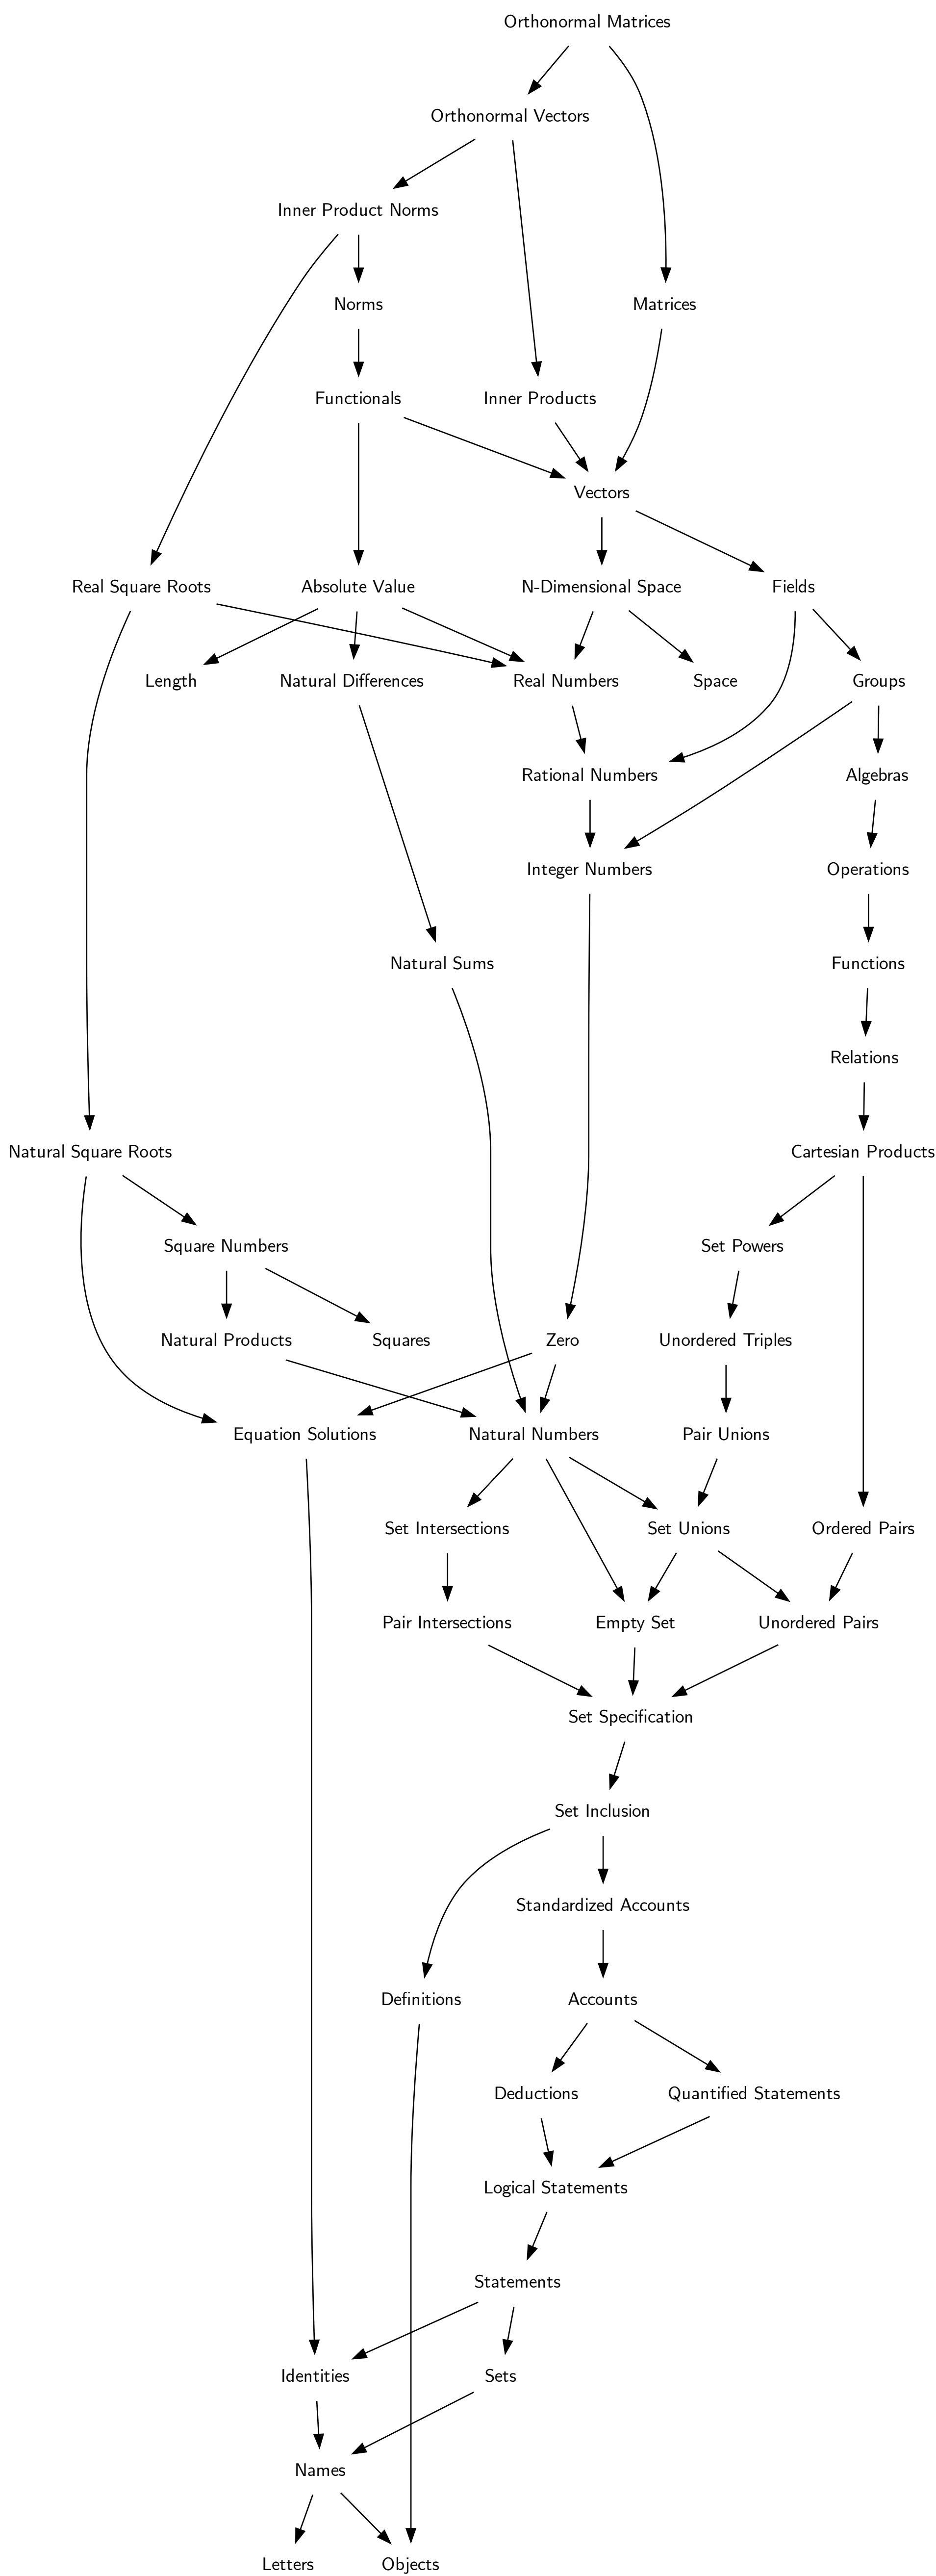 Orthonormal Matrices
Orthonormal Vectors
Inner Product Norms
Norms
Matrices
Functionals
Inner Products
Vectors
Real Square Roots
Absolute Value
N-Dimensional Space
Fields
Length
Natural Differences
Real Numbers
Space
Groups
Rational Numbers
Algebras
Integer Numbers
Operations
Natural Sums
Functions
Relations
Natural Square Roots
Cartesian Products
Square Numbers
Set Powers
Natural Products
Squares
Zero
Unordered Triples
Equation Solutions
Natural Numbers
Pair Unions
Set Intersections
Set Unions
Ordered Pairs
Pair Intersections
Empty Set
Unordered Pairs
Set Specification
Set Inclusion
Standardized Accounts
Definitions
Accounts
Deductions
Quantified Statements
Logical Statements
Statements
Identities
Sets
Names
Letters
Objects